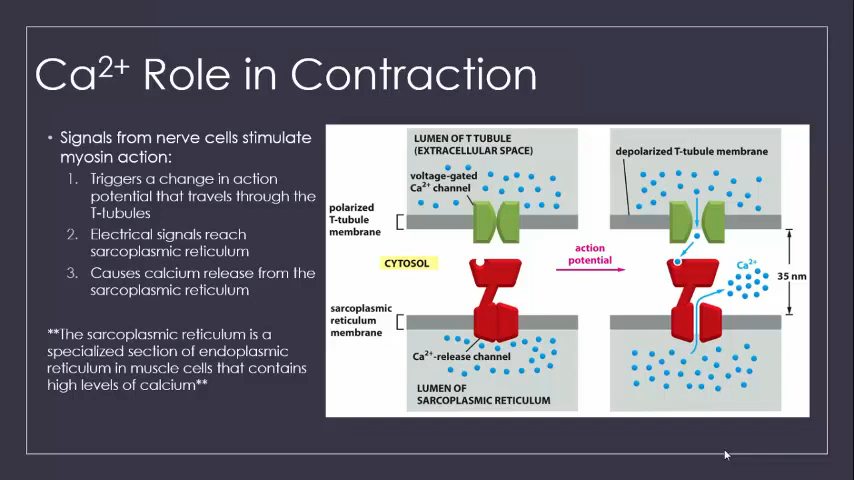 Ca2+ Role in Contraction
• Signals from nerve cells stimulate
myosin action:
1. Triggers a change in action
potential that travels through the
T-tubules
2. Electrical signals reach
sarcoplasmic reticulum
3. Causes calcium release from the
sarcoplasmic reticulum
**The sarcoplasmic reticulum is a
specialized section of endoplasmic
reticulum in muscle cells that contains
high levels of calcium**
LUMEN OF T TUBULE
(EXTRACELLULAR SPACE)
voltage-gated
Ca2+ channel
polarized
T-tubule
membrane
CYTOSOL
sarcoplasmic
reticulum
membrane
Ca2+-release channel
LUMEN OF
SARCOPLASMIC RETICULUM
action
potential
depolarized T-tubule membrane
Ca2+
35 nm